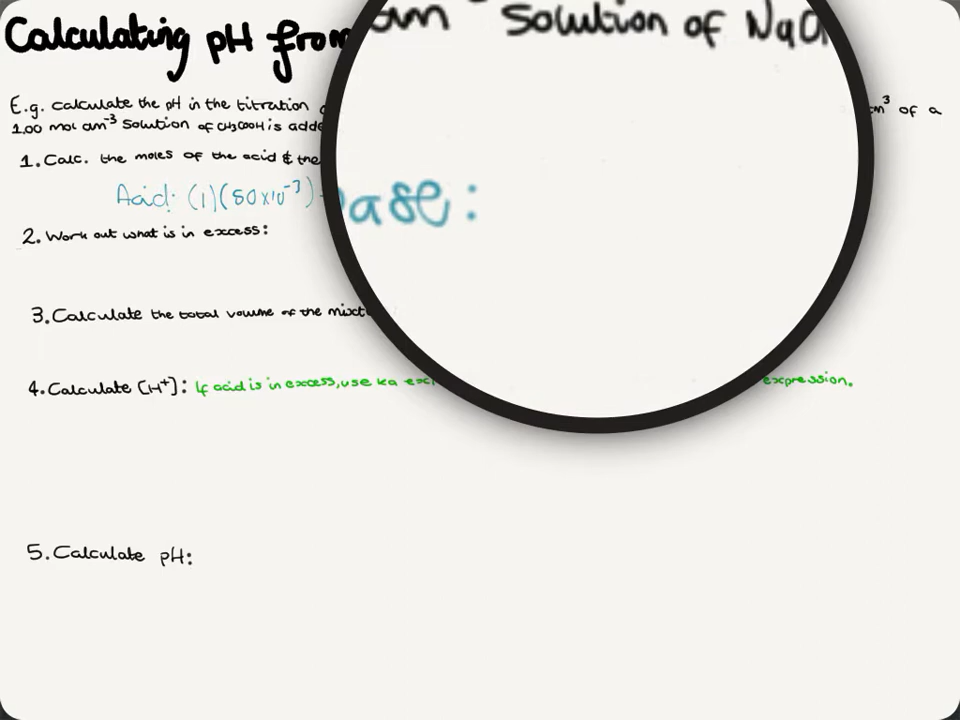 Calculating pH from
dm⁻³ Solution of NaO
E.g. calculate the pH in the titration
cm³ of a
1.00 mol dm⁻³ Solution of CH3COOH is adde
1. Calc. the moles of the acid & the
Acid: (1)(50×10⁻³)
Base:
2. Work out what is in excess:
3. Calculate the total volume of the mixt
4. Calculate [H⁺]: If acid is in excess, use ka ex expression.
5. Calculate pH: